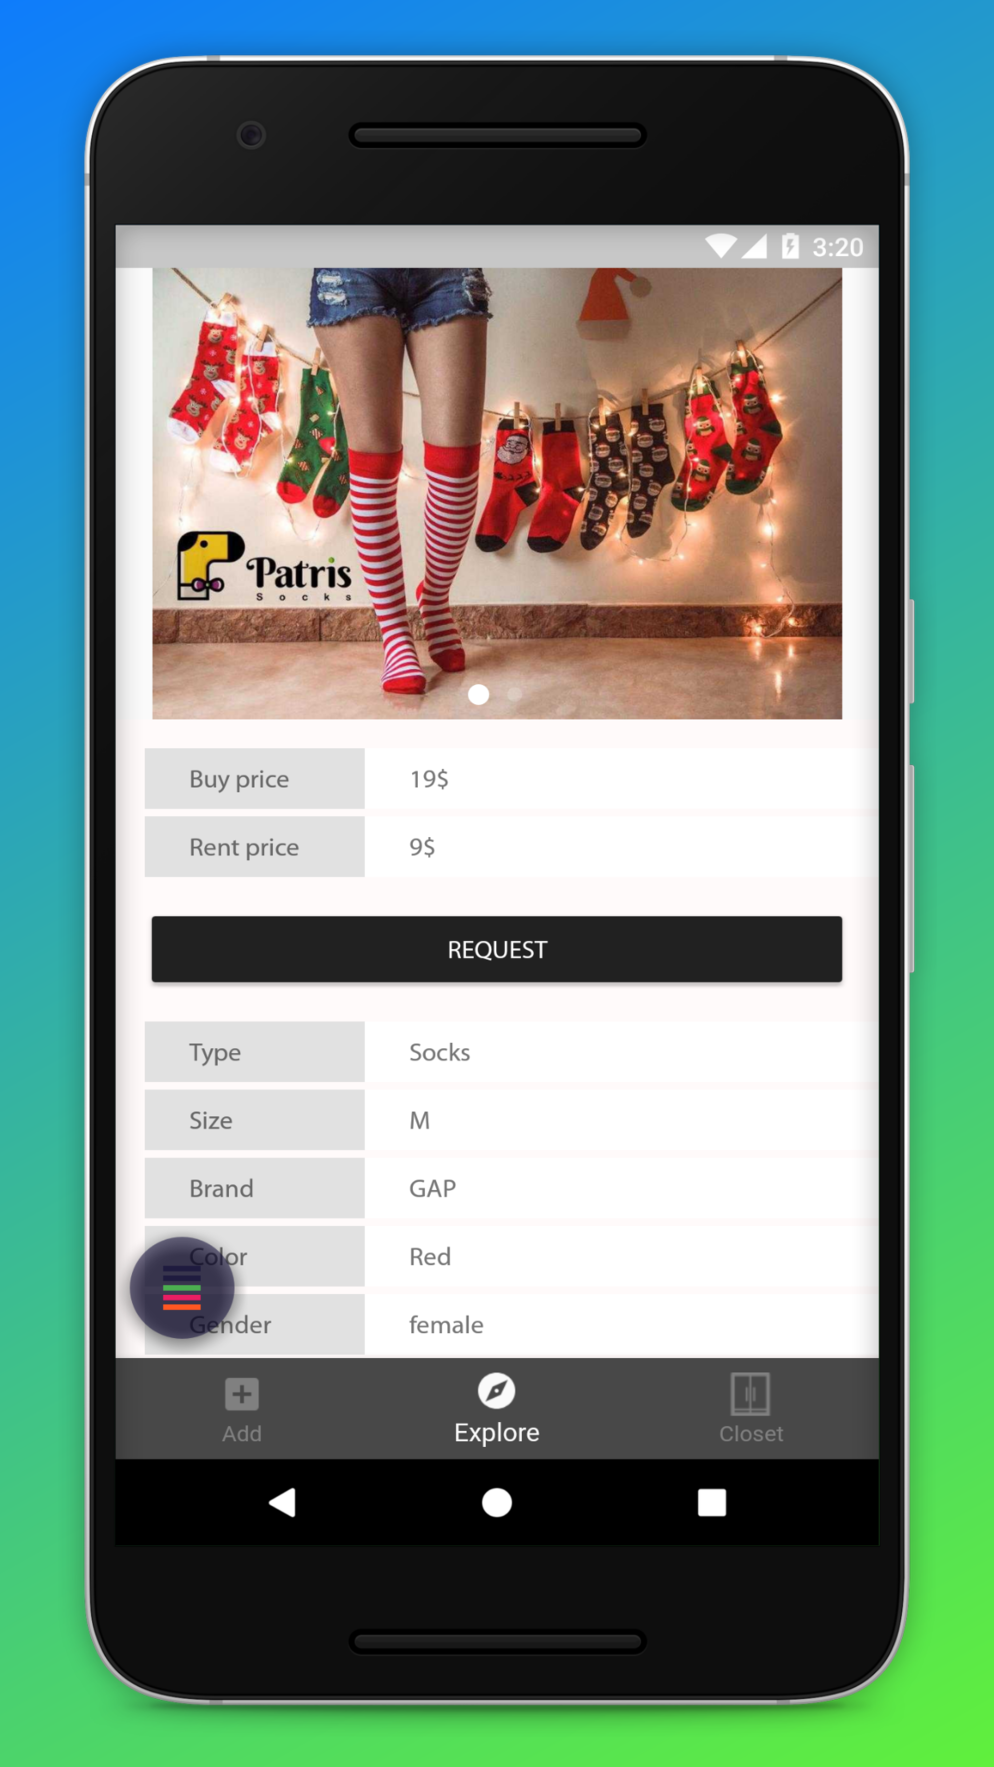 3:20
Patris
Socks
Buy price 19$
Rent price 9$
REQUEST
Type Socks
Size M
Brand GAP
Color Red
Gender female
Add Explore Closet